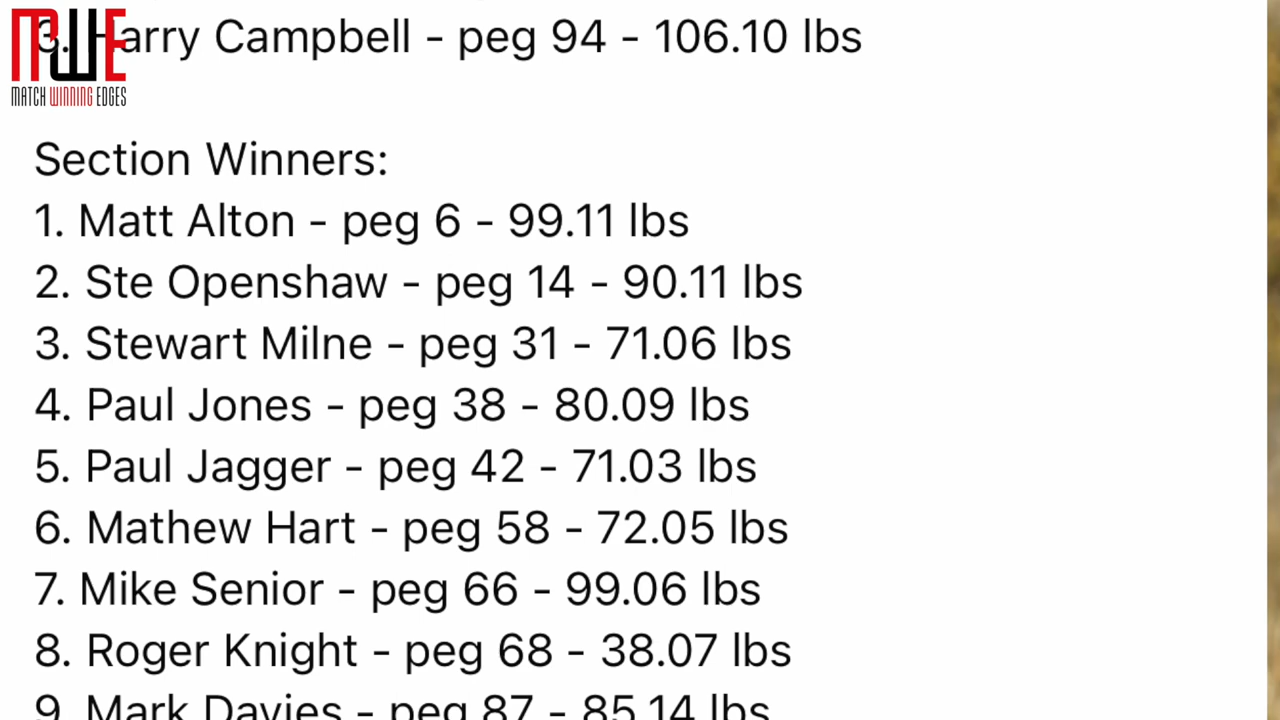 3. Harry Campbell - peg 94 - 106.10 lbs
MWE
MATCH WINNING EDGES
Section Winners:
1. Matt Alton - peg 6 - 99.11 lbs
2. Ste Openshaw - peg 14 - 90.11 lbs
3. Stewart Milne - peg 31 - 71.06 lbs
4. Paul Jones - peg 38 - 80.09 lbs
5. Paul Jagger - peg 42 - 71.03 lbs
6. Mathew Hart - peg 58 - 72.05 lbs
7. Mike Senior - peg 66 - 99.06 lbs
8. Roger Knight - peg 68 - 38.07 lbs
9. Mark Davies - peg 87 - 85.14 lbs